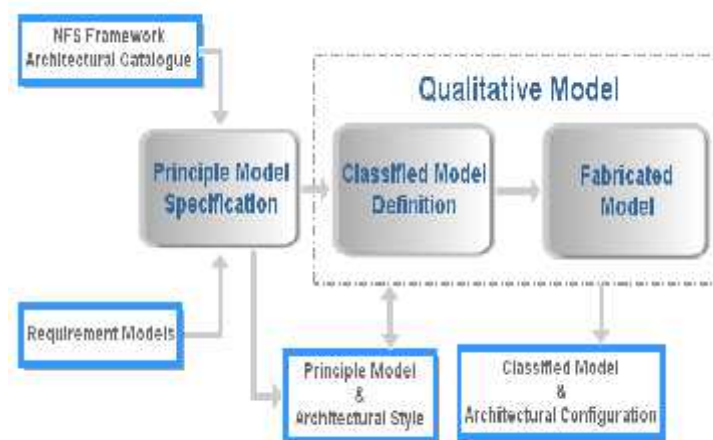 NFS Framework
Architectural Catalogue
Qualitative Model
Principle Model
Specification
Classified Model
Definition
Fabricated
Model
Requirement Models
Principle Model
&
Architectural Style
Classified Model
&
Architectural Configuration